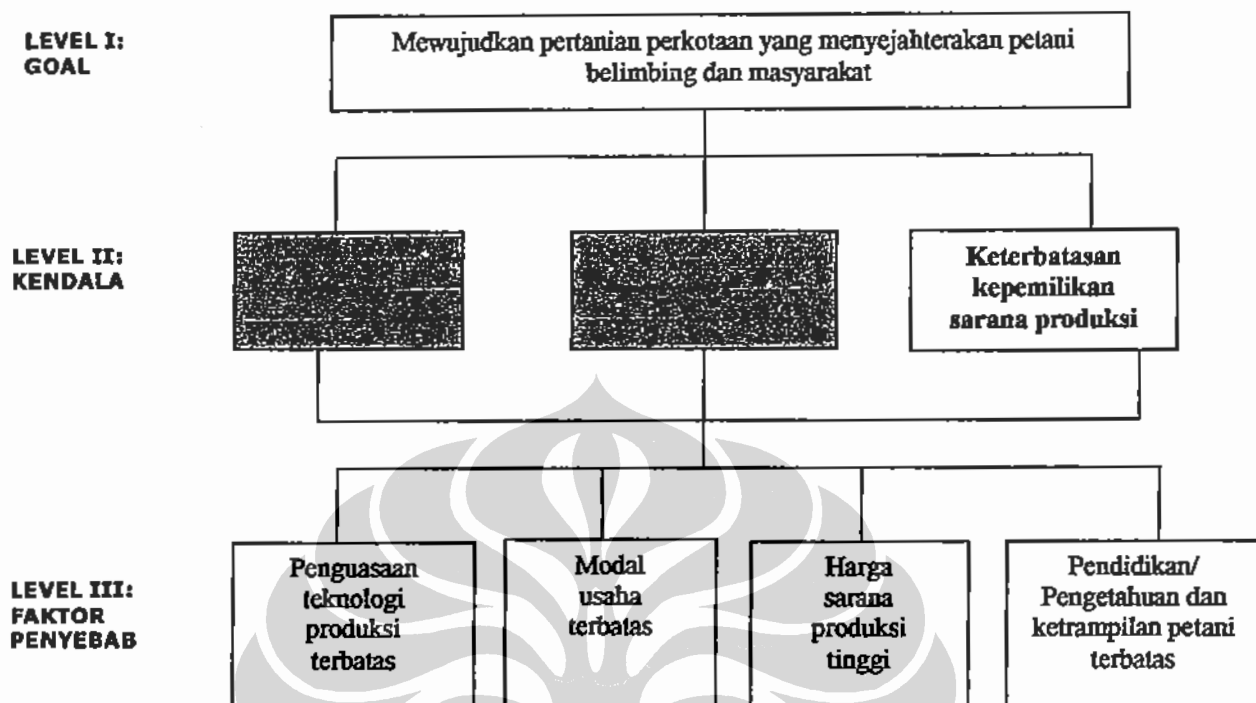 LEVEL I:
GOAL
Mewujudkan pertanian perkotaan yang menyejahterakan petani
belimbing dan masyarakat
LEVEL II:
KENDALA
Keterbatasan
kepemilikan
sarana produksi
LEVEL III:
FAKTOR
PENYEBAB
Penguasaan
teknologi
produksi
terbatas
Modal
usaha
terbatas
Harga
sarana
produksi
tinggi
Pendidikan/
Pengetahuan dan
ketrampilan petani
terbatas